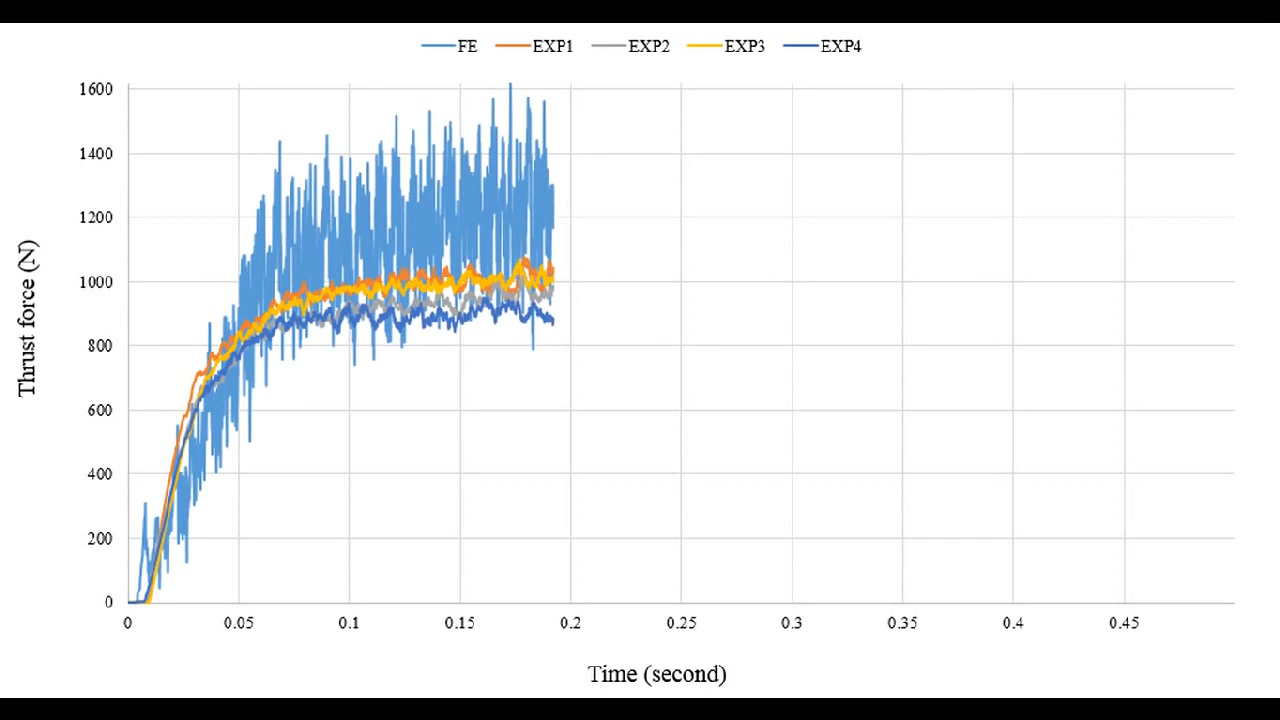 FE EXP1 EXP2 EXP3 EXP4
1600
1400
1200
1000
800
600
400
200
0
Thrust force (N)
0 0.05 0.1 0.15 0.2 0.25 0.3 0.35 0.4 0.45
Time (second)